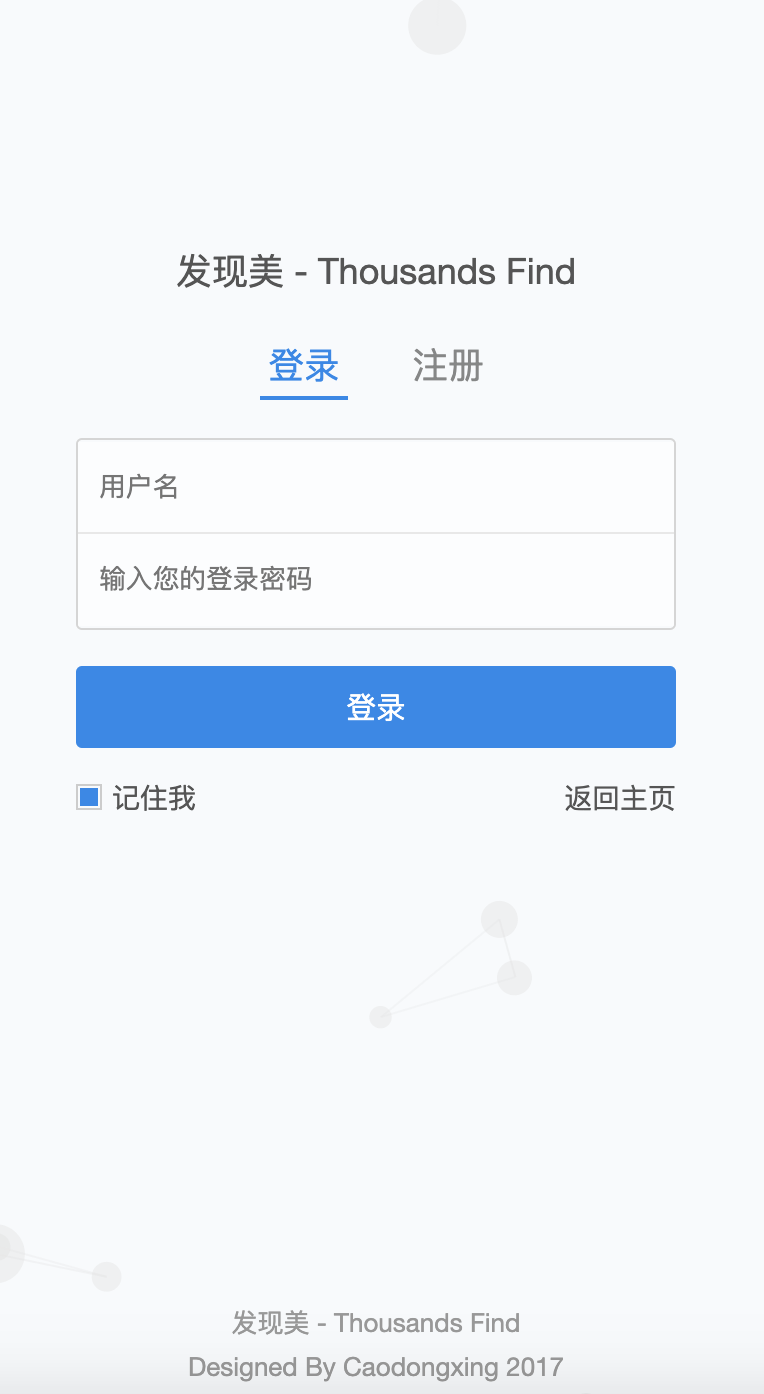 发现美 - Thousands Find
登录 注册
用户名
输入您的登录密码
登录
记住我 返回主页
发现美 - Thousands Find
Designed By Caodongxing 2017